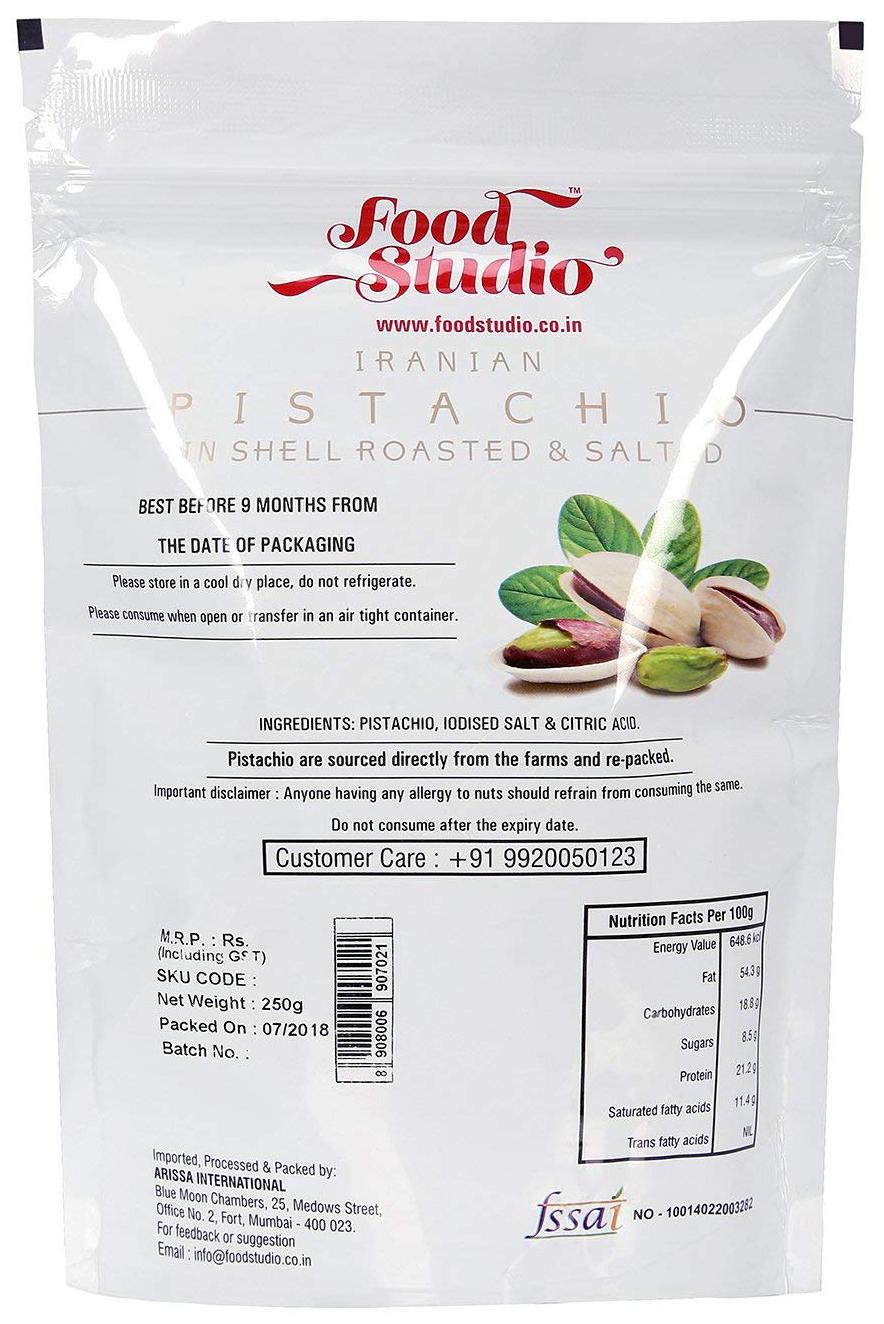 Food™
Studio
www.foodstudio.co.in
IRANIAN
PISTACHIO
IN SHELL ROASTED & SALTED
BEST BEFORE 9 MONTHS FROM
THE DATE OF PACKAGING
Please store in a cool dry place, do not refrigerate.
Please consume when open or transfer in an air tight container.
INGREDIENTS: PISTACHIO, IODISED SALT & CITRIC ACID.
Pistachio are sourced directly from the farms and re-packed.
Important disclaimer : Anyone having any allergy to nuts should refrain from consuming the same.
Do not consume after the expiry date.
Customer Care : +91 9920050123
M.R.P. : Rs.
(Including GST)
SKU CODE :
Net Weight : 250g
Packed On : 07/2018
Batch No. :
8 908006 907021
Nutrition Facts Per 100g
Energy Value 648.6 kcl
Fat 54.3 g
Carbohydrates 18.8 g
Sugars 8.5 g
Protein 21.2 g
Saturated fatty acids 11.4 g
Trans fatty acids NIL
Imported, Processed & Packed by:
ARISSA INTERNATIONAL
Blue Moon Chambers, 25, Medows Street,
Office No. 2, Fort, Mumbai - 400 023.
For feedback or suggestion
Email : info@foodstudio.co.in
fssai NO - 10014022003282